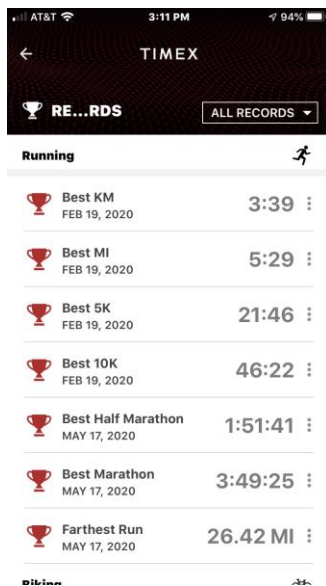 AT&T 3:11 PM 94%
TIMEX
RE...RDS ALL RECORDS
Running
Best KM 3:39
FEB 19, 2020
Best MI 5:29
FEB 19, 2020
Best 5K 21:46
FEB 19, 2020
Best 10K 46:22
FEB 19, 2020
Best Half Marathon 1:51:41
MAY 17, 2020
Best Marathon 3:49:25
MAY 17, 2020
Farthest Run 26.42 MI
MAY 17, 2020
Biking